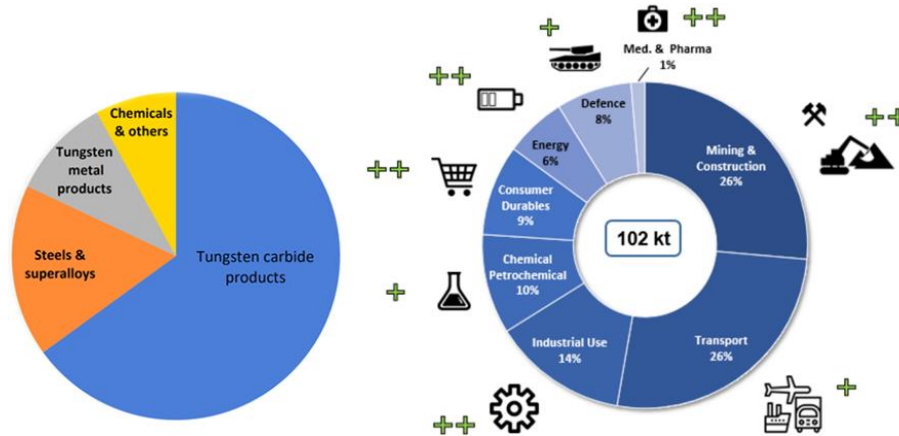 Chemicals
& others
Tungsten
metal
products
Steels &
superalloys
Tungsten carbide
products
Med. & Pharma
1%
Defence
8%
Energy
6%
Consumer
Durables
9%
Chemical
Petrochemical
10%
Industrial Use
14%
Transport
26%
Mining &
Construction
26%
102 kt